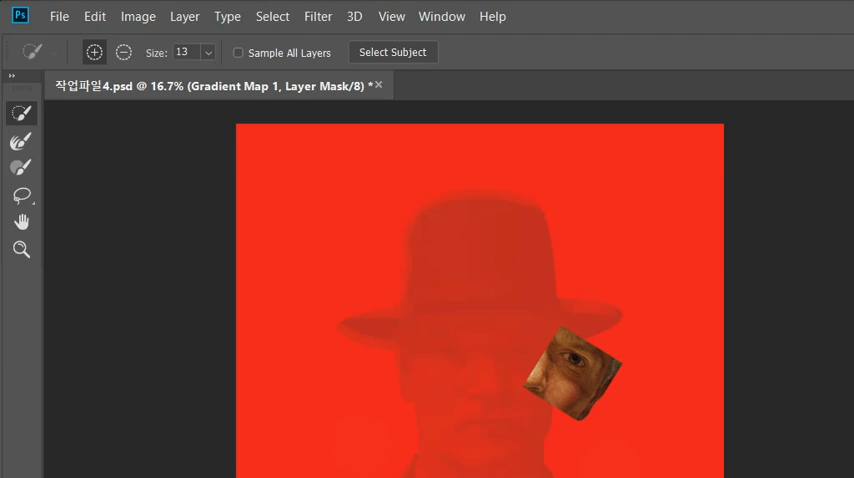 Ps File Edit Image Layer Type Select Filter 3D View Window Help
Size: 13 Sample All Layers Select Subject
작업파일4.psd @ 16.7% (Gradient Map 1, Layer Mask/8) *